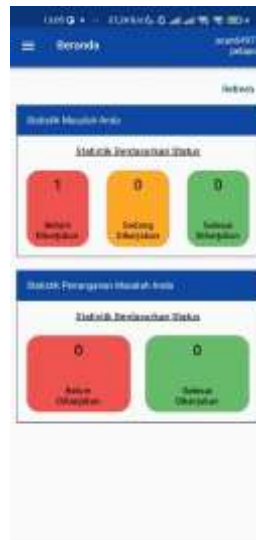 Beranda
Refresh
Statistik Masalah Anda
Statistik Berdasarkan Status
1
0
0
Belum
Dikerjakan
Sedang
Dikerjakan
Selesai
Dikerjakan
Statistik Penanganan Masalah Anda
Statistik Berdasarkan Status
0
0
Belum
Dikerjakan
Selesai
Dikerjakan